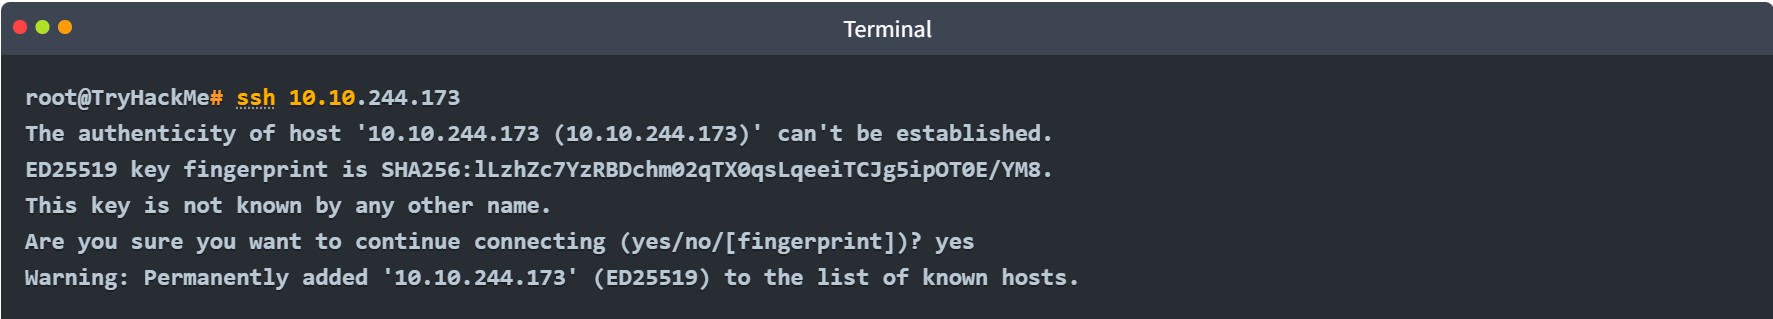 Terminal
root@TryHackMe# ssh 10.10.244.173
The authenticity of host '10.10.244.173 (10.10.244.173)' can't be established.
ED25519 key fingerprint is SHA256:lLzhZc7YzRBDchm02qTX0qsLqeeiTCJg5ipOT0E/YM8.
This key is not known by any other name.
Are you sure you want to continue connecting (yes/no/[fingerprint])? yes
Warning: Permanently added '10.10.244.173' (ED25519) to the list of known hosts.